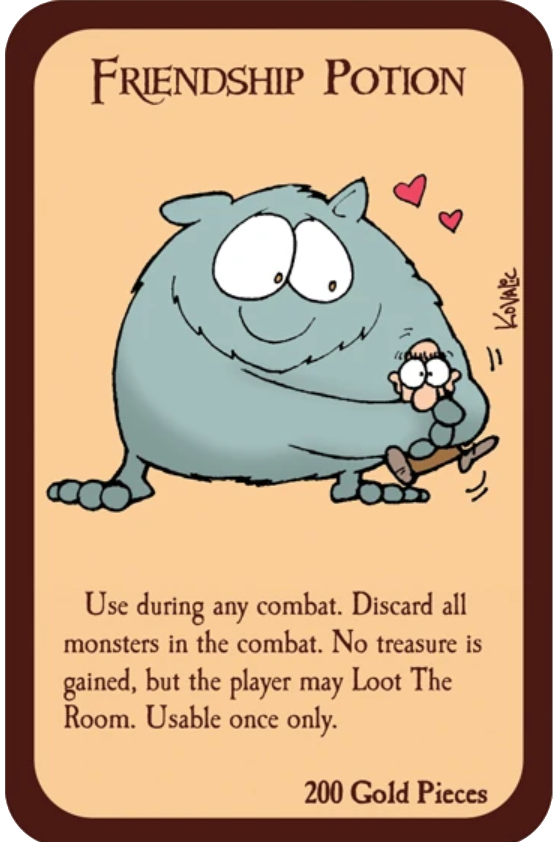 Friendship Potion
Kovalic
Use during any combat. Discard all
monsters in the combat. No treasure is
gained, but the player may Loot The
Room. Usable once only.
200 Gold Pieces